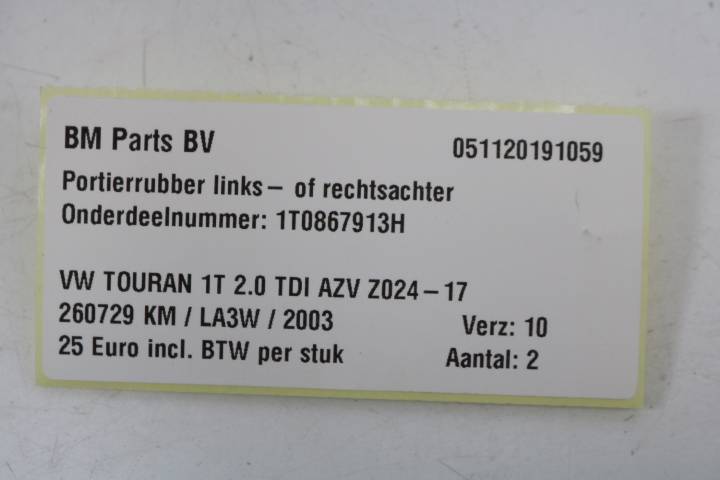 BM Parts BV 051120191059
Portierrubber links- of rechtsachter
Onderdeelnummer: 1T0867913H
VW TOURAN 1T 2.0 TDI AZV Z024-17
260729 KM / LA3W / 2003 Verz: 10
25 Euro incl. BTW per stuk Aantal: 2